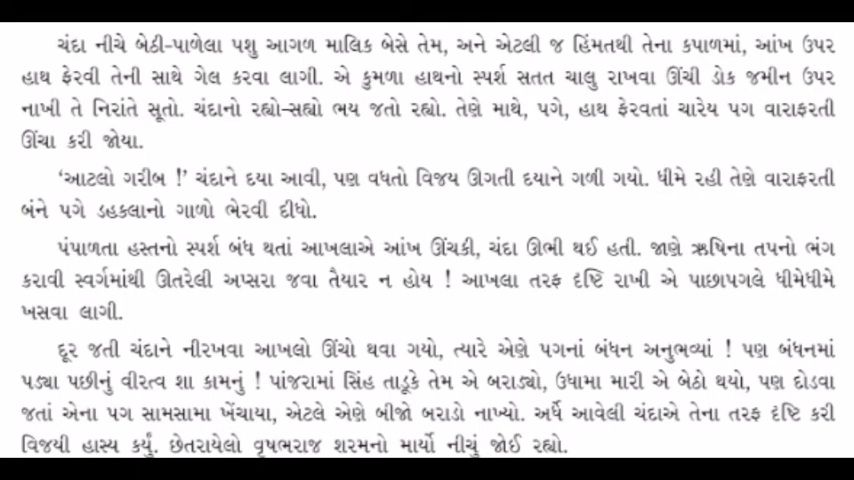 ચંદા નીચે બેઠી-પાળેલા પશુ આગળ માલિક બેસે તેમ, અને એટલી જ હિંમતથી તેના કપાળમાં, આંખ ઉપર
હાથ ફેરવી તેની સાથે ગેલ કરવા લાગી. એ કુમળા હાથનો સ્પર્શ સતત ચાલુ રાખવા ઊંચી ડોક જમીન ઉપર
નાખી તે નિરાંતે સૂતો. ચંદાનો રહ્યો-સહ્યો ભય જતો રહ્યો. તેણે માથે, પગે, હાથ ફેરવતાં ચારેય પગ વારાફરતી
ઊંચા કરી જોયા.
‘આટલો ગરીબ !’ ચંદાને દયા આવી, પણ વધતો વિજય ઊગતી દયાને ગળી ગયો. ધીમે રહી તેણે વારાફરતી
બંને પગે ડહકલાનો ગાળો ભેરવી દીધો.
પંપાળતા હસ્તનો સ્પર્શ બંધ થતાં આખલાએ આંખ ઊંચકી, ચંદા ઊભી થઈ હતી. જાણે ઋષિના તપનો ભંગ
કરાવી સ્વર્ગમાંથી ઊતરેલી અપ્સરા જવા તૈયાર ન હોય ! આખલા તરફ દૃષ્ટિ રાખી એ પાછાપગલે ધીમેધીમે
ખસવા લાગી.
દૂર જતી ચંદાને નીરખવા આખલો ઊંચો થવા ગયો, ત્યારે એણે પગનાં બંધન અનુભવ્યાં ! પણ બંધનમાં
પડ્યા પછીનું વીરત્વ શા કામનું ! પાંજરામાં સિંહ તાડૂકે તેમ એ બરાડ્યો, ઉધામા મારી એ બેઠો થયો, પણ દોડવા
જતાં એના પગ સામસામા ખેંચાયા, એટલે એણે બીજો બરાડો નાખ્યો. અર્ધે આવેલી ચંદાએ તેના તરફ દૃષ્ટિ કરી
વિજયી હાસ્ય કર્યું. છેતરાયેલો વૃષભરાજ શરમનો માર્યો નીચું જોઈ રહ્યો.